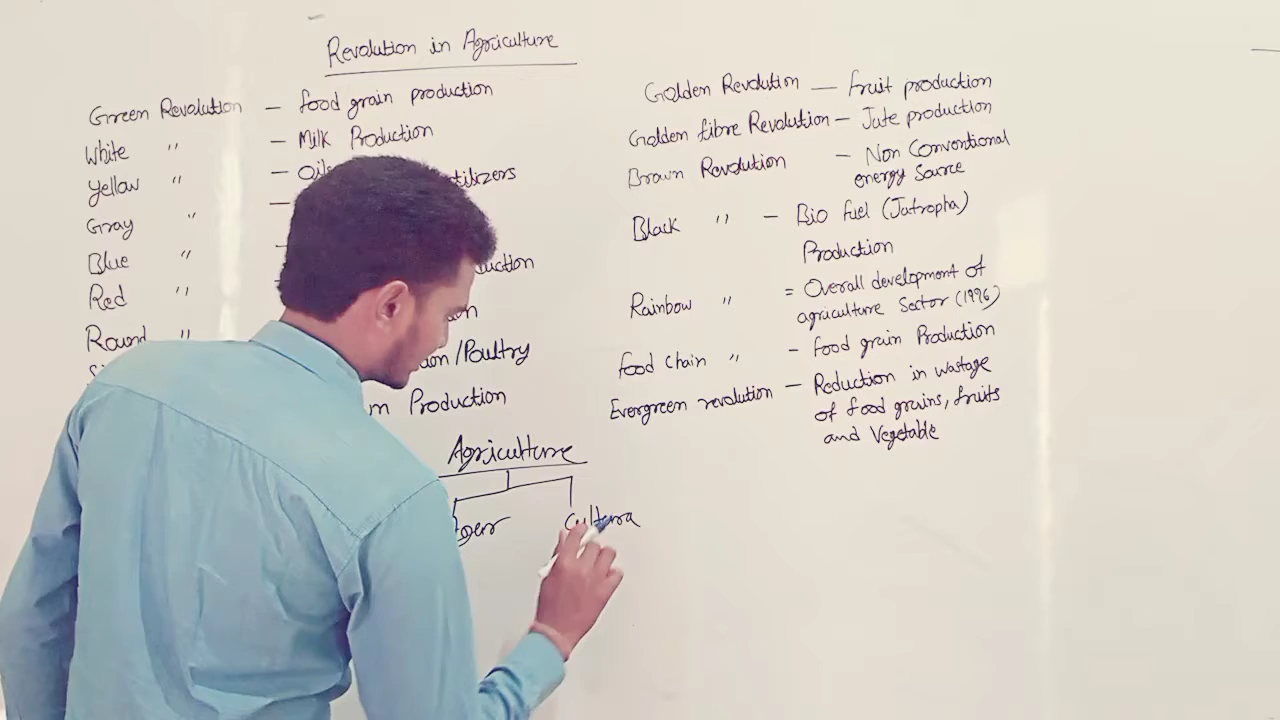 Revolution in Agriculture
Green Revolution — food grain production
White " — Milk Production
Yellow " —
Gray " —
Blue "
Red "
Round "
/Poultry
Production
Agriculture
Cultura
Golden Revolution — fruit production
Golden fibre Revolution — Jute production
Brown Revolution — Non Conventional
energy Source
Black " — Bio fuel (Jatropha)
Production
Rainbow " = Overall development of
agriculture Sector (1996)
food chain " — food grain Production
Evergreen revolution — Reduction in wastage
of food grains, fruits
and Vegetable